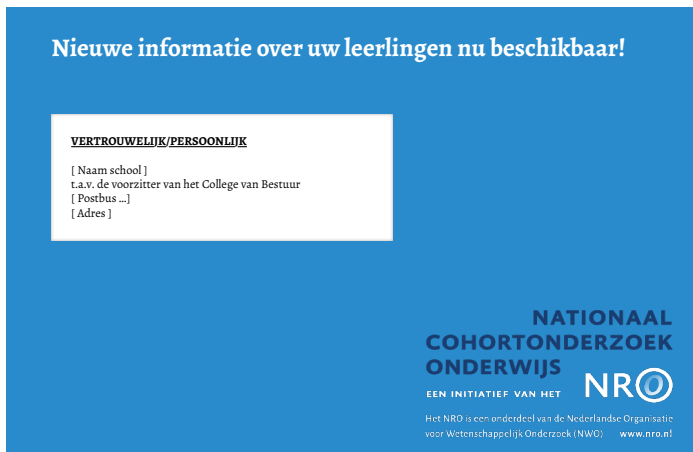 Nieuwe informatie over uw leerlingen nu beschikbaar!
VERTROUWELIJK/PERSOONLIJK
[ Naam school ]
t.a.v. de voorzitter van het College van Bestuur
[ Postbus ...]
[ Adres ]
NATIONAAL
COHORTONDERZOEK
ONDERWIJS
EEN INITIATIEF VAN HET NRO
Het NRO is een onderdeel van de Nederlandse Organisatie
voor Wetenschappelijk Onderzoek (NWO) www.nro.nl